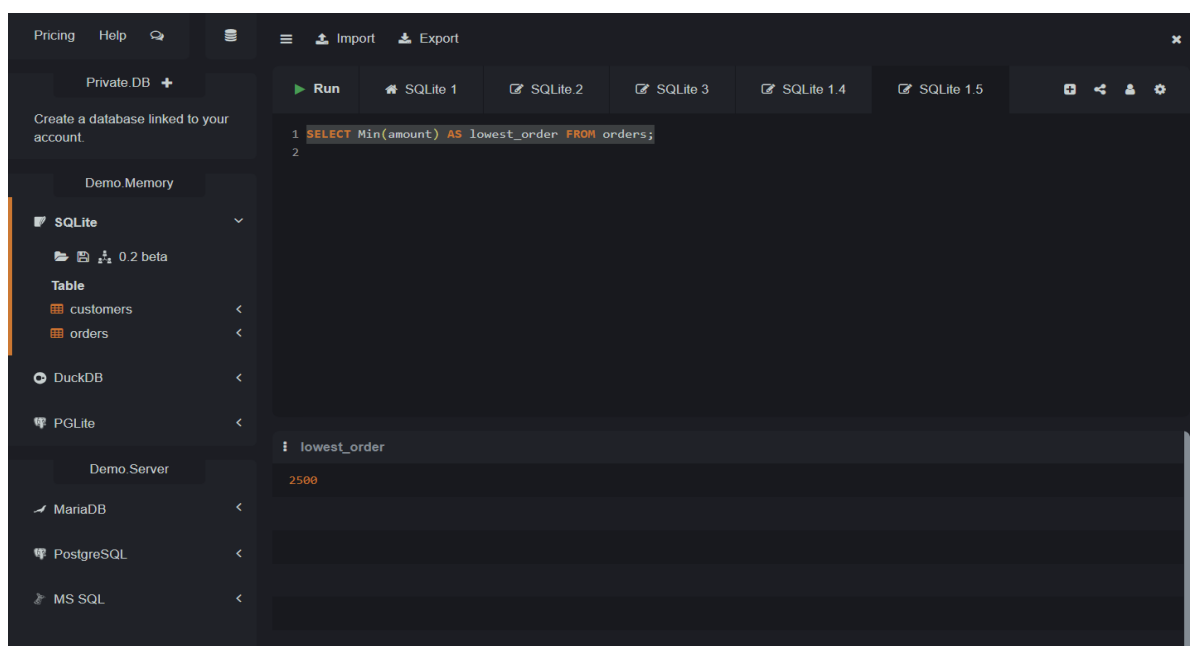 Pricing Help
Import Export
Private.DB
Create a database linked to your
account.
Demo.Memory
SQLite
0.2 beta
Table
customers
orders
DuckDB
PGLite
Demo.Server
MariaDB
PostgreSQL
MS SQL
Run SQLite 1 SQLite.2 SQLite 3 SQLite 1.4 SQLite 1.5
1 SELECT Min(amount) AS lowest_order FROM orders;
2
lowest_order
2500